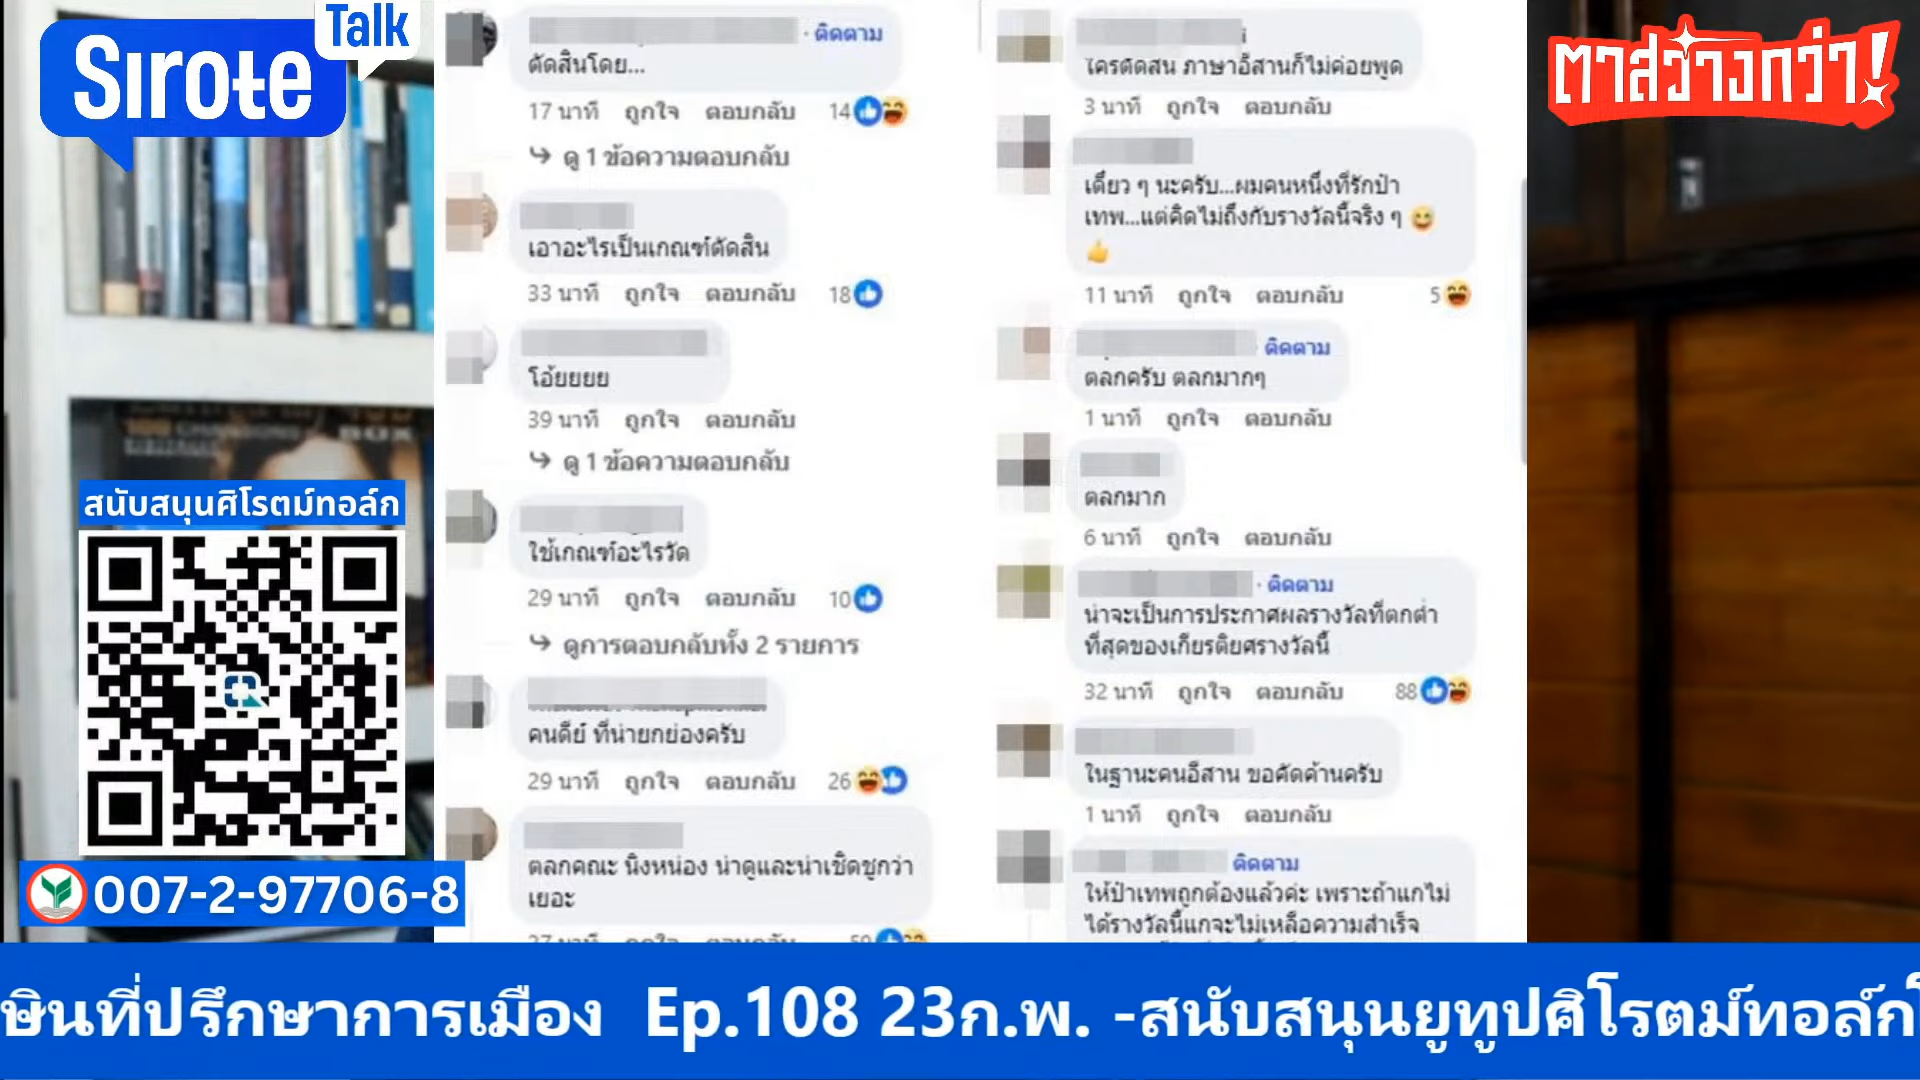 Sirote
Talk
ตาสว่างกว่า!
· ติดตาม
ตัดสินโดย...
17 นาที ถูกใจ ตอบกลับ 14
ดู 1 ข้อความตอบกลับ
เอาอะไรเป็นเกณฑ์ตัดสิน
33 นาที ถูกใจ ตอบกลับ 18
โอ้ยยยย
39 นาที ถูกใจ ตอบกลับ
ดู 1 ข้อความตอบกลับ
ใช้เกณฑ์อะไรวัด
29 นาที ถูกใจ ตอบกลับ 10
ดูการตอบกลับทั้ง 2 รายการ
คนดีย์ ที่น่ายกย่องครับ
29 นาที ถูกใจ ตอบกลับ 26
ตลกคณะ นิงหน่อง น่าดูและน่าเชิดชูกว่า
เยอะ
27 นาที ถูกใจ ตอบกลับ 59
ใครตัดสิน ภาษาอีสานก็ไม่ค่อยพูด
3 นาที ถูกใจ ตอบกลับ
เดี๋ยว ๆ นะครับ...ผมคนหนึ่งที่รักป๋า
เทพ...แต่คิดไม่ถึงกับรางวัลนี้จริง ๆ 😅
👍
11 นาที ถูกใจ ตอบกลับ 5
· ติดตาม
ตลกครับ ตลกมากๆ
1 นาที ถูกใจ ตอบกลับ
ตลกมาก
6 นาที ถูกใจ ตอบกลับ
· ติดตาม
น่าจะเป็นการประกาศผลรางวัลที่ตกต่ำ
ที่สุดของเกียรติยศรางวัลนี้
32 นาที ถูกใจ ตอบกลับ 88
ในฐานะคนอีสาน ขอคัดค้านครับ
1 นาที ถูกใจ ตอบกลับ
ติดตาม
ให้ป๋าเทพถูกต้องแล้วค่ะ เพราะถ้าแกไม่
ได้รางวัลนี้แกจะไม่เหลือความสำเร็จ
สนับสนุนศิโรตม์ทอล์ก
007-2-97706-8
ษิณที่ปรึกษาการเมือง Ep.108 23ก.พ. -สนับสนุนยูทูปศิโรตม์ทอล์กโ